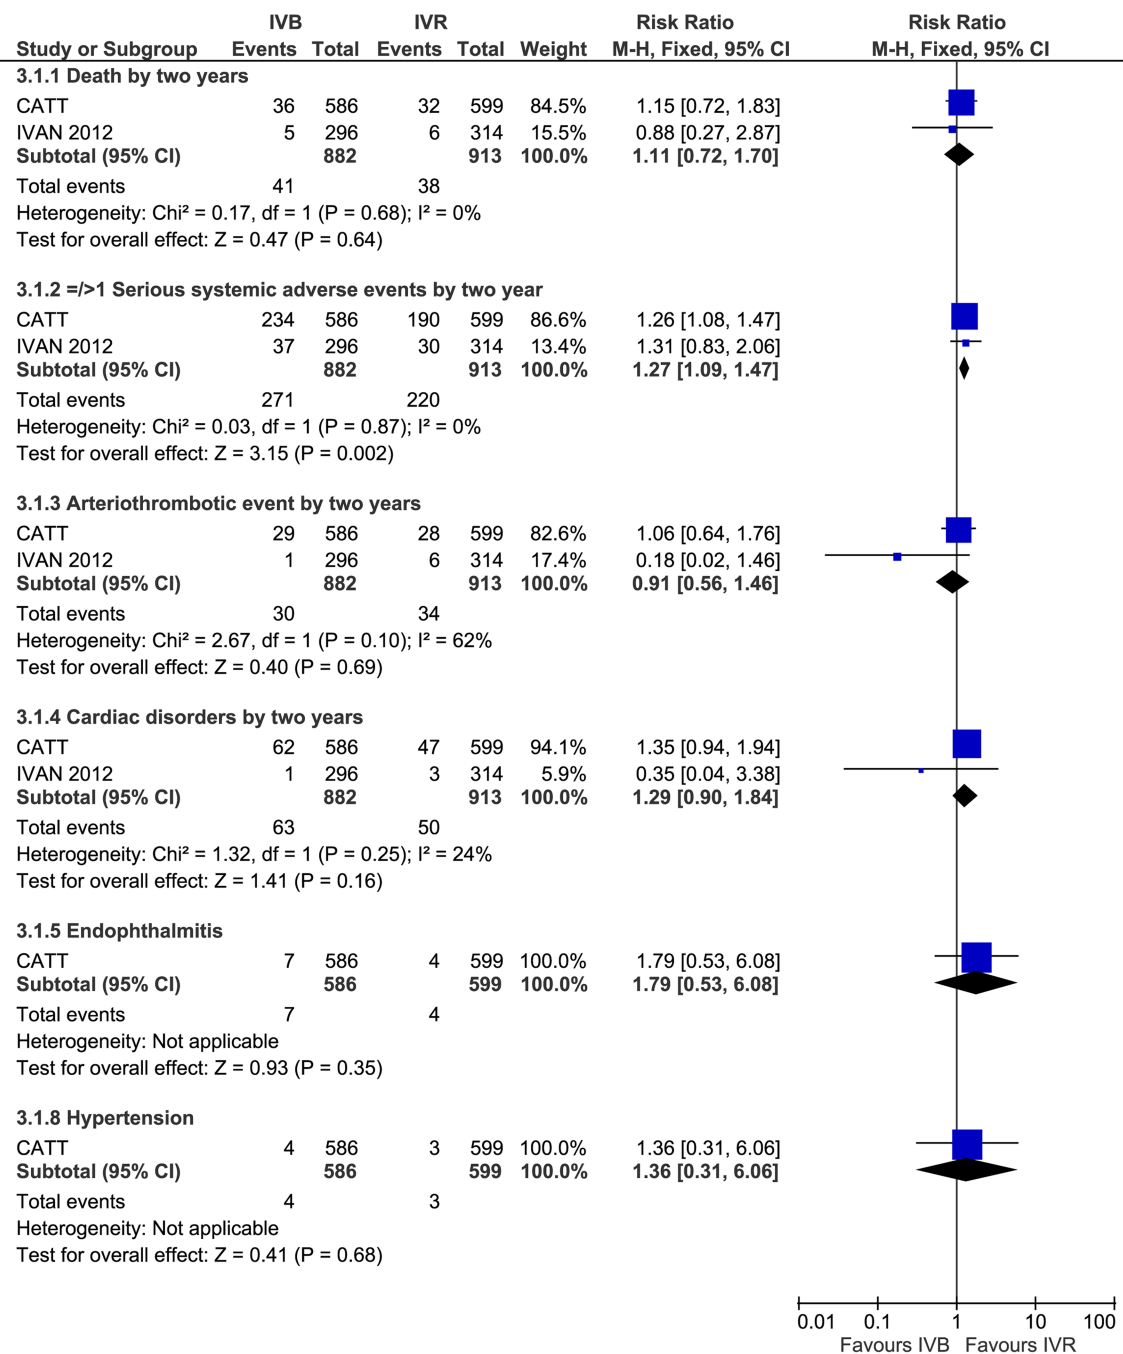 IVB IVR Risk Ratio Risk Ratio
Study or Subgroup Events Total Events Total Weight M-H, Fixed, 95% CI M-H, Fixed, 95% CI
3.1.1 Death by two years
CATT 36 586 32 599 84.5% 1.15 [0.72, 1.83]
IVAN 2012 5 296 6 314 15.5% 0.88 [0.27, 2.87]
Subtotal (95% CI) 882 913 100.0% 1.11 [0.72, 1.70]
Total events 41 38
Heterogeneity: Chi² = 0.17, df = 1 (P = 0.68); I² = 0%
Test for overall effect: Z = 0.47 (P = 0.64)
3.1.2 =/>1 Serious systemic adverse events by two year
CATT 234 586 190 599 86.6% 1.26 [1.08, 1.47]
IVAN 2012 37 296 30 314 13.4% 1.31 [0.83, 2.06]
Subtotal (95% CI) 882 913 100.0% 1.27 [1.09, 1.47]
Total events 271 220
Heterogeneity: Chi² = 0.03, df = 1 (P = 0.87); I² = 0%
Test for overall effect: Z = 3.15 (P = 0.002)
3.1.3 Arteriothrombotic event by two years
CATT 29 586 28 599 82.6% 1.06 [0.64, 1.76]
IVAN 2012 1 296 6 314 17.4% 0.18 [0.02, 1.46]
Subtotal (95% CI) 882 913 100.0% 0.91 [0.56, 1.46]
Total events 30 34
Heterogeneity: Chi² = 2.67, df = 1 (P = 0.10); I² = 62%
Test for overall effect: Z = 0.40 (P = 0.69)
3.1.4 Cardiac disorders by two years
CATT 62 586 47 599 94.1% 1.35 [0.94, 1.94]
IVAN 2012 1 296 3 314 5.9% 0.35 [0.04, 3.38]
Subtotal (95% CI) 882 913 100.0% 1.29 [0.90, 1.84]
Total events 63 50
Heterogeneity: Chi² = 1.32, df = 1 (P = 0.25); I² = 24%
Test for overall effect: Z = 1.41 (P = 0.16)
3.1.5 Endophthalmitis
CATT 7 586 4 599 100.0% 1.79 [0.53, 6.08]
Subtotal (95% CI) 586 599 100.0% 1.79 [0.53, 6.08]
Total events 7 4
Heterogeneity: Not applicable
Test for overall effect: Z = 0.93 (P = 0.35)
3.1.8 Hypertension
CATT 4 586 3 599 100.0% 1.36 [0.31, 6.06]
Subtotal (95% CI) 586 599 100.0% 1.36 [0.31, 6.06]
Total events 4 3
Heterogeneity: Not applicable
Test for overall effect: Z = 0.41 (P = 0.68)
0.01 0.1 1 10 100
Favours IVB Favours IVR